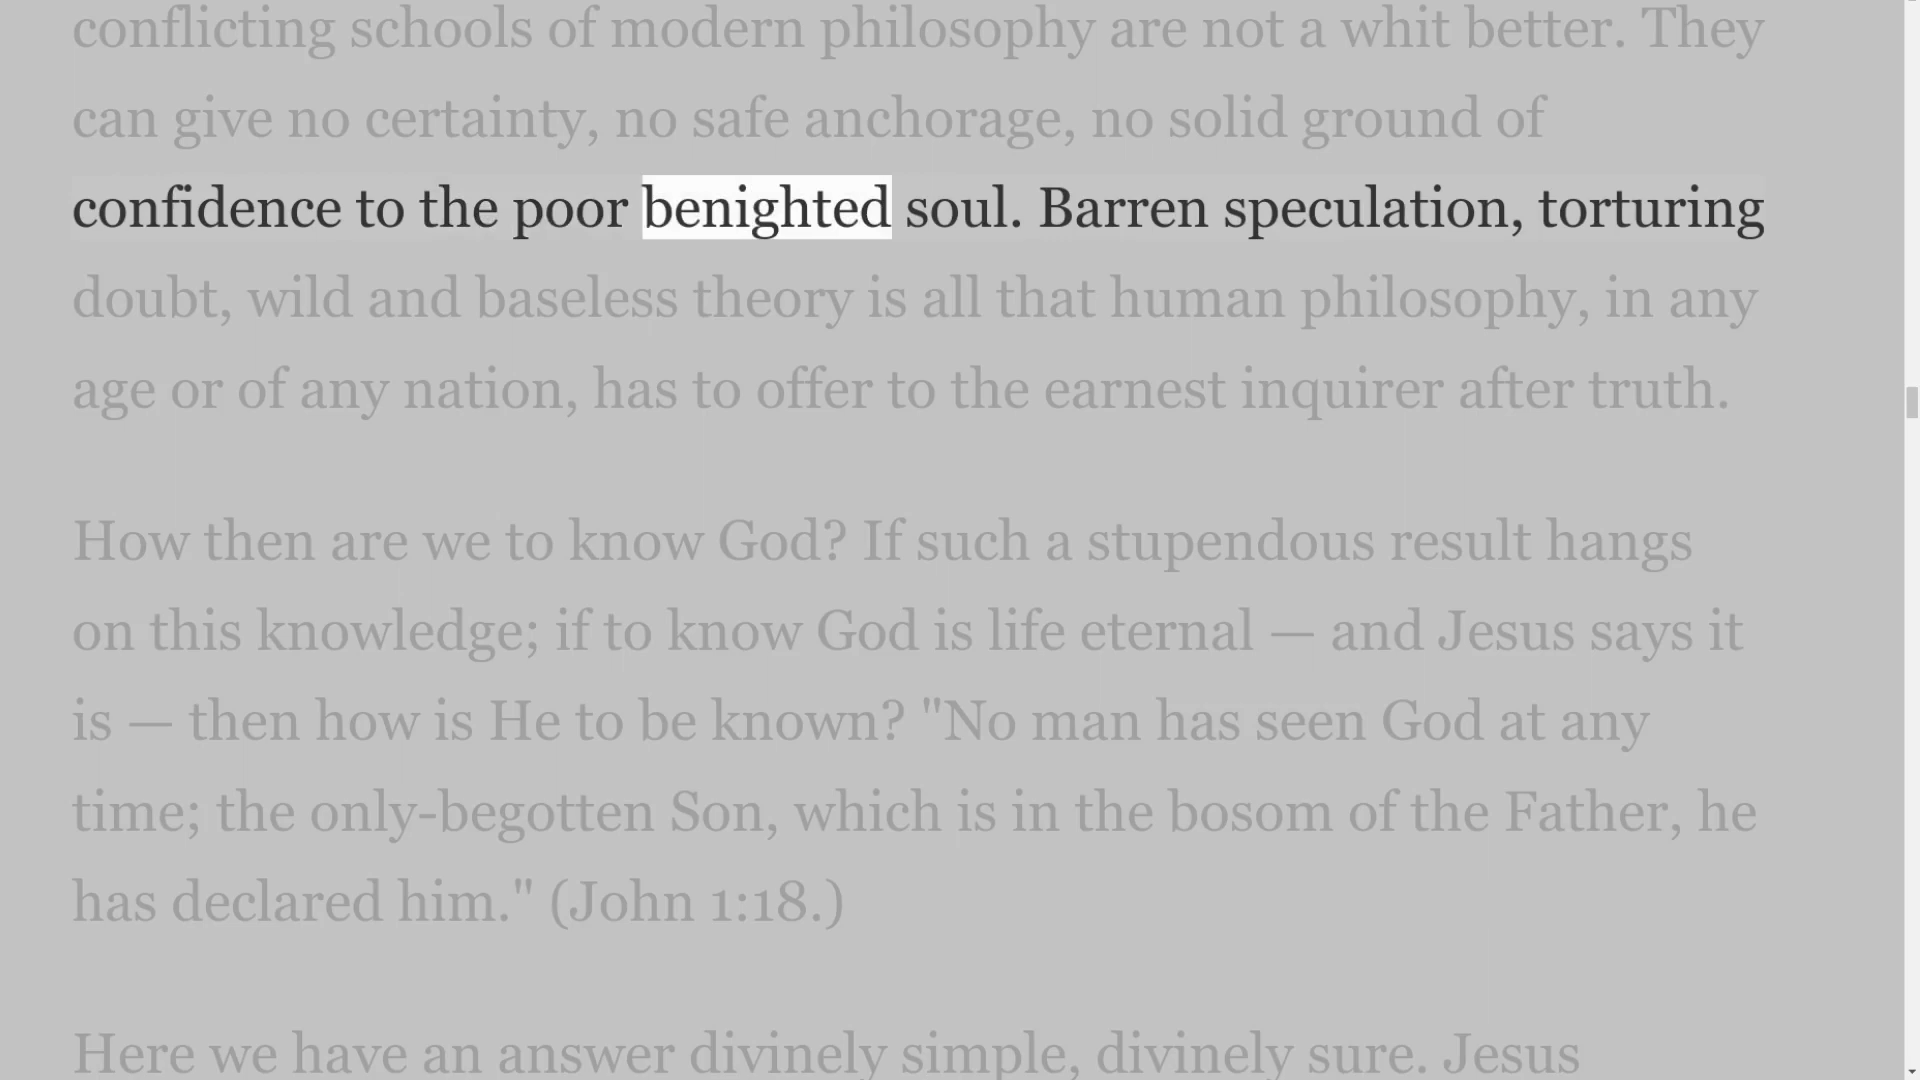 conflicting schools of modern philosophy are not a whit better. They
can give no certainty, no safe anchorage, no solid ground of
confidence to the poor benighted soul. Barren speculation, torturing
doubt, wild and baseless theory is all that human philosophy, in any
age or of any nation, has to offer to the earnest inquirer after truth.
How then are we to know God? If such a stupendous result hangs
on this knowledge; if to know God is life eternal — and Jesus says it
is — then how is He to be known? "No man has seen God at any
time; the only-begotten Son, which is in the bosom of the Father, he
has declared him." (John 1:18.)
Here we have an answer divinely simple, divinely sure. Jesus